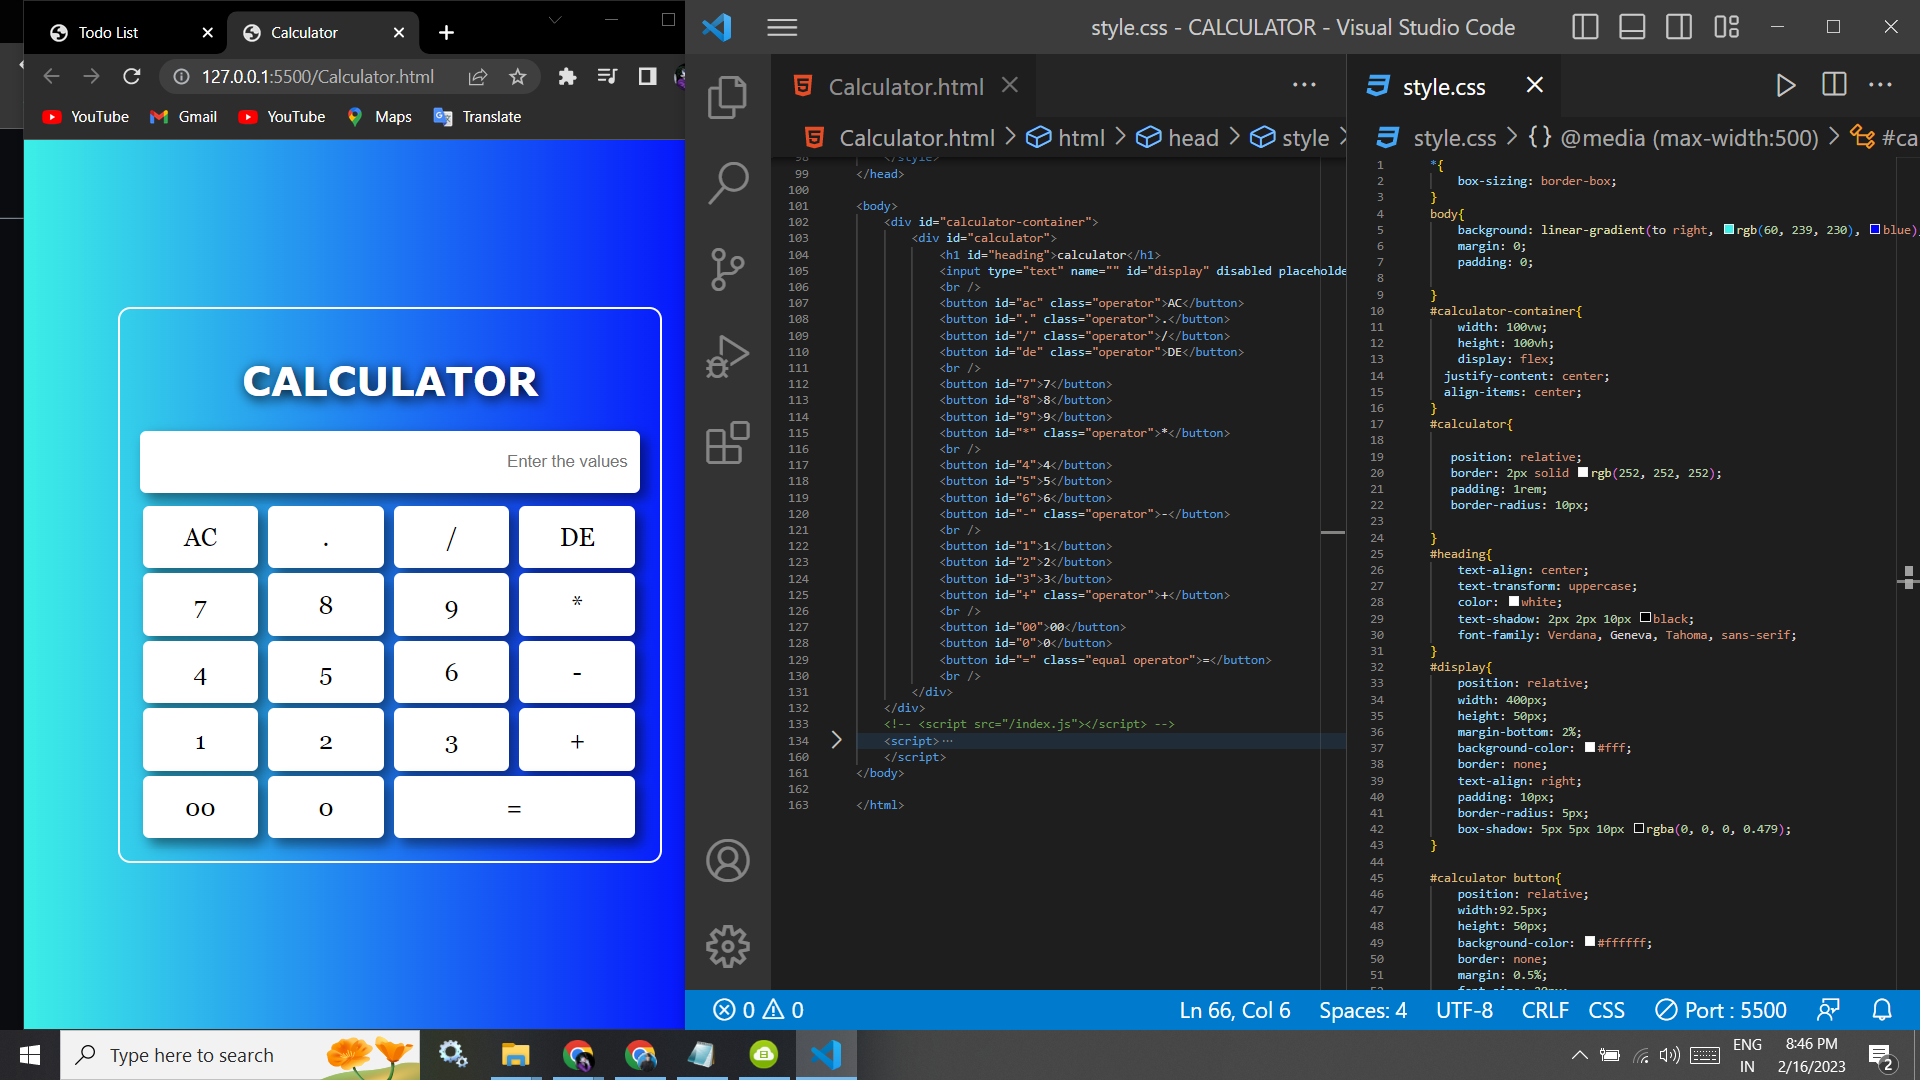 Todo List
Calculator
127.0.0.1:5500/Calculator.html
YouTube
Gmail
YouTube
Maps
Translate
CALCULATOR
Enter the values
AC . / DE
7 8 9 *
4 5 6 -
1 2 3 +
00 0 =
style.css - CALCULATOR - Visual Studio Code
Calculator.html
Calculator.html > html > head > style >
98 </style>
99 </head>
100
101 <body>
102 <div id="calculator-container">
103 <div id="calculator">
104 <h1 id="heading">calculator</h1>
105 <input type="text" name="" id="display" disabled placeholde
106 <br />
107 <button id="ac" class="operator">AC</button>
108 <button id="." class="operator">.</button>
109 <button id="/" class="operator">/</button>
110 <button id="de" class="operator">DE</button>
111 <br />
112 <button id="7">7</button>
113 <button id="8">8</button>
114 <button id="9">9</button>
115 <button id="*" class="operator">*</button>
116 <br />
117 <button id="4">4</button>
118 <button id="5">5</button>
119 <button id="6">6</button>
120 <button id="-" class="operator">-</button>
121 <br />
122 <button id="1">1</button>
123 <button id="2">2</button>
124 <button id="3">3</button>
125 <button id="+" class="operator">+</button>
126 <br />
127 <button id="00">00</button>
128 <button id="0">0</button>
129 <button id="=" class="equal operator">=</button>
130 <br />
131 </div>
132 </div>
133 <!-- <script src="/index.js"></script> -->
134 <script>…
160 </script>
161 </body>
162
163 </html>
style.css
style.css > {} @media (max-width:500) > #ca
1 *{
2 box-sizing: border-box;
3 }
4 body{
5 background: linear-gradient(to right, rgb(60, 239, 230), blue)
6 margin: 0;
7 padding: 0;
8
9 }
10 #calculator-container{
11 width: 100vw;
12 height: 100vh;
13 display: flex;
14 justify-content: center;
15 align-items: center;
16 }
17 #calculator{
18
19 position: relative;
20 border: 2px solid rgb(252, 252, 252);
21 padding: 1rem;
22 border-radius: 10px;
23
24 }
25 #heading{
26 text-align: center;
27 text-transform: uppercase;
28 color: white;
29 text-shadow: 2px 2px 10px black;
30 font-family: Verdana, Geneva, Tahoma, sans-serif;
31 }
32 #display{
33 position: relative;
34 width: 400px;
35 height: 50px;
36 margin-bottom: 2%;
37 background-color: #fff;
38 border: none;
39 text-align: right;
40 padding: 10px;
41 border-radius: 5px;
42 box-shadow: 5px 5px 10px rgba(0, 0, 0, 0.479);
43 }
44
45 #calculator button{
46 position: relative;
47 width:92.5px;
48 height: 50px;
49 background-color: #ffffff;
50 border: none;
51 margin: 0.5%;
0 0
Ln 66, Col 6
Spaces: 4
UTF-8
CRLF
CSS
Port : 5500
Type here to search
ENG
IN
8:46 PM
2/16/2023
2